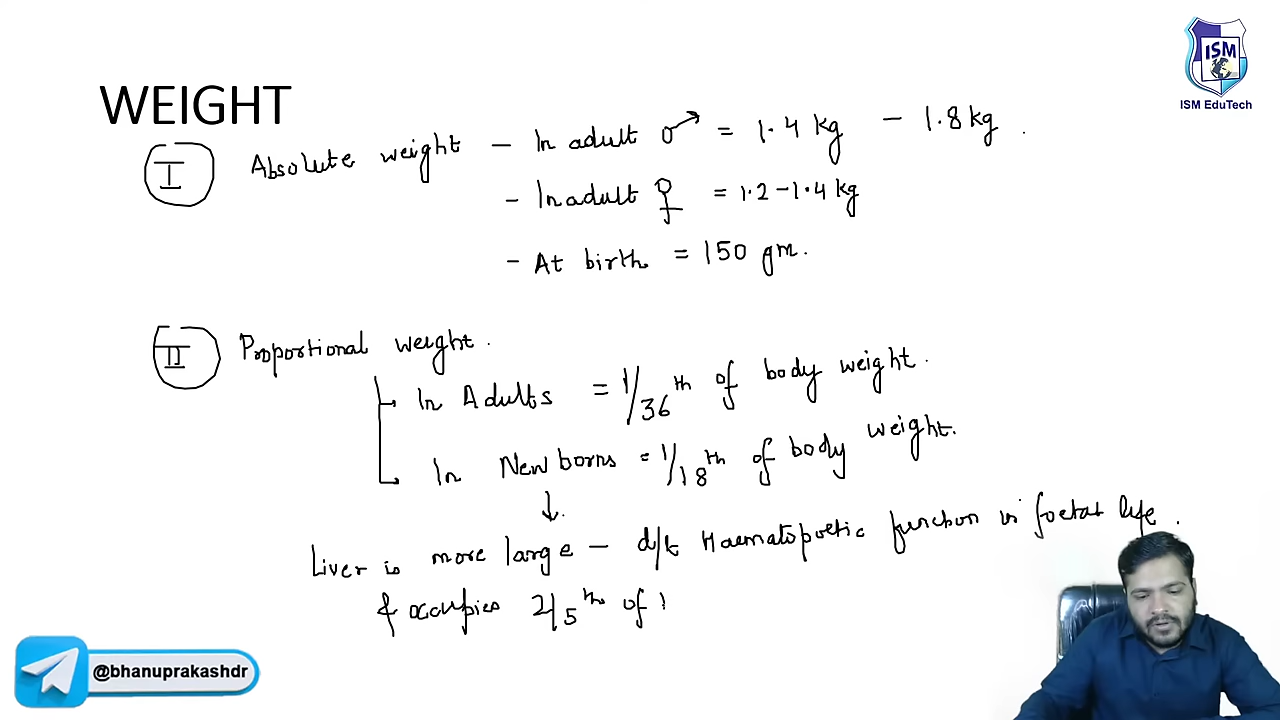 ISM
ISM EduTech
WEIGHT
I Absolute weight – In adult ♂ = 1.4 kg – 1.8 kg.
– In adult ♀ = 1.2 – 1.4 kg
– At birth = 150 gm.
II Proportional weight.
In Adults = 1/36th of body weight.
In New borns = 1/18th of body weight.
↓
Liver is more large – d/t Haematopoetic function in foetal life.
& occupies 2/5th of
@bhanuprakashdr